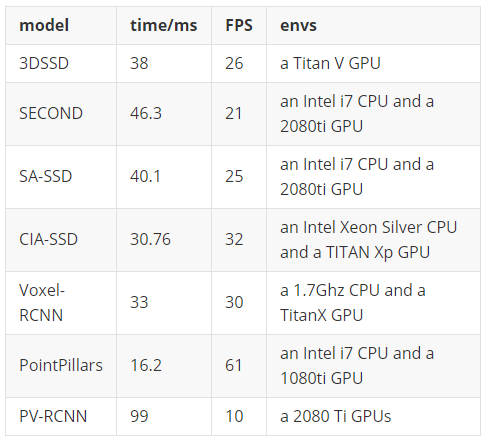 model time/ms FPS envs
3DSSD 38 26 a Titan V GPU
SECOND 46.3 21 an Intel i7 CPU and a
2080ti GPU
SA-SSD 40.1 25 an Intel i7 CPU and a
2080ti GPU
CIA-SSD 30.76 32 an Intel Xeon Silver CPU
and a TITAN Xp GPU
Voxel-
RCNN 33 30 a 1.7Ghz CPU and a
TitanX GPU
PointPillars 16.2 61 an Intel i7 CPU and a
1080ti GPU
PV-RCNN 99 10 a 2080 Ti GPUs